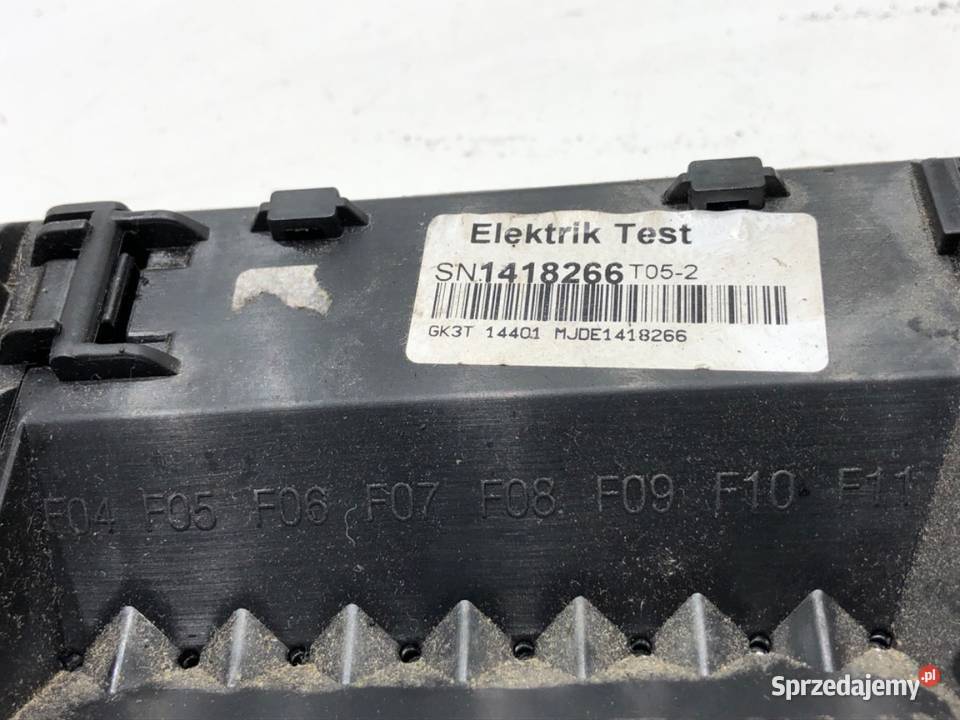 Elektrik Test
SN1418266 T05-2
GK3T 14401 MJDE1418266
F04 F05 F06 F07 F08 F09 F10 F11
Sprzedajemy.pl